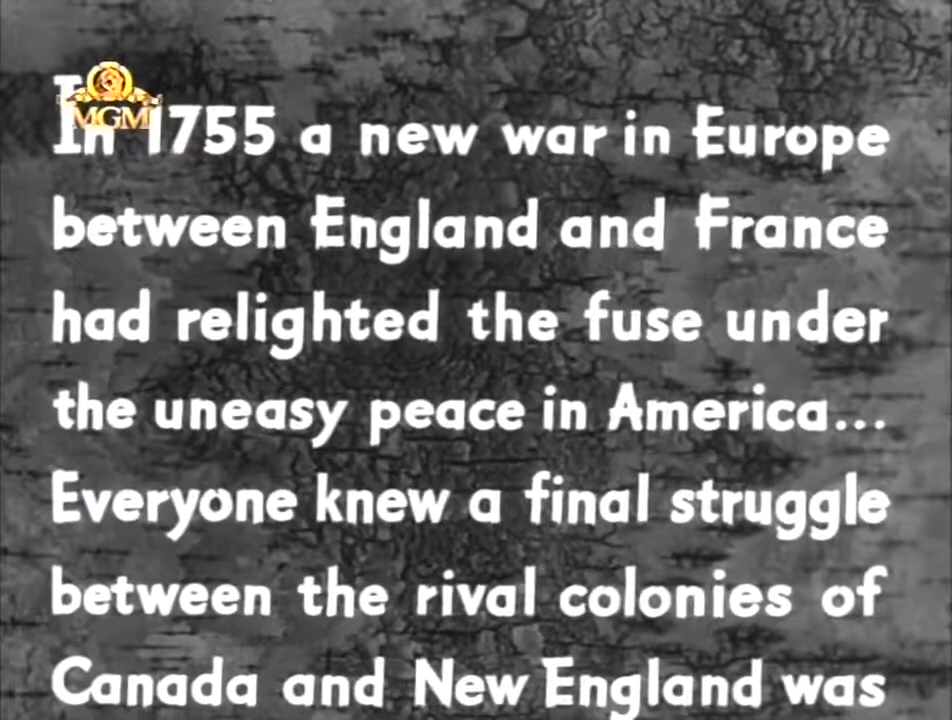 In 1755 a new war in Europe
MGM
between England and France
had relighted the fuse under
the uneasy peace in America...
Everyone knew a final struggle
between the rival colonies of
Canada and New England was